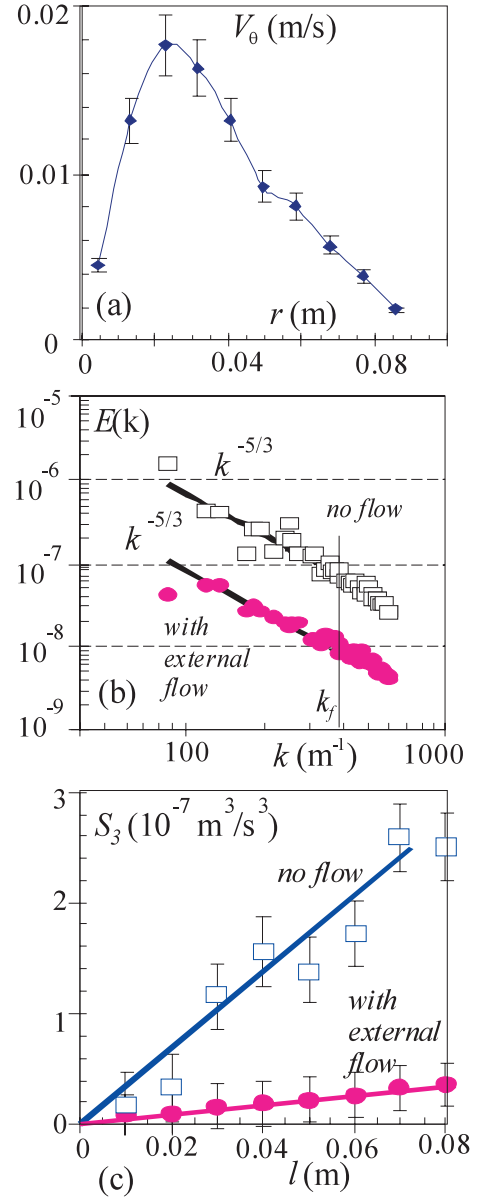 0.02
V_θ (m/s)
0.01
(a)
r (m)
0
0
0.04
0.08
10^-5
E(k)
k^-5/3
10^-6
k^-5/3
no flow
10^-7
with
external
flow
10^-8
(b)
k_f
10^-9
100
k (m^-1)
1000
3
S_3 (10^-7 m^3/s^3)
no flow
2
1
with
external
flow
0
0
0.02
0.04
0.06
0.08
(c)
l (m)